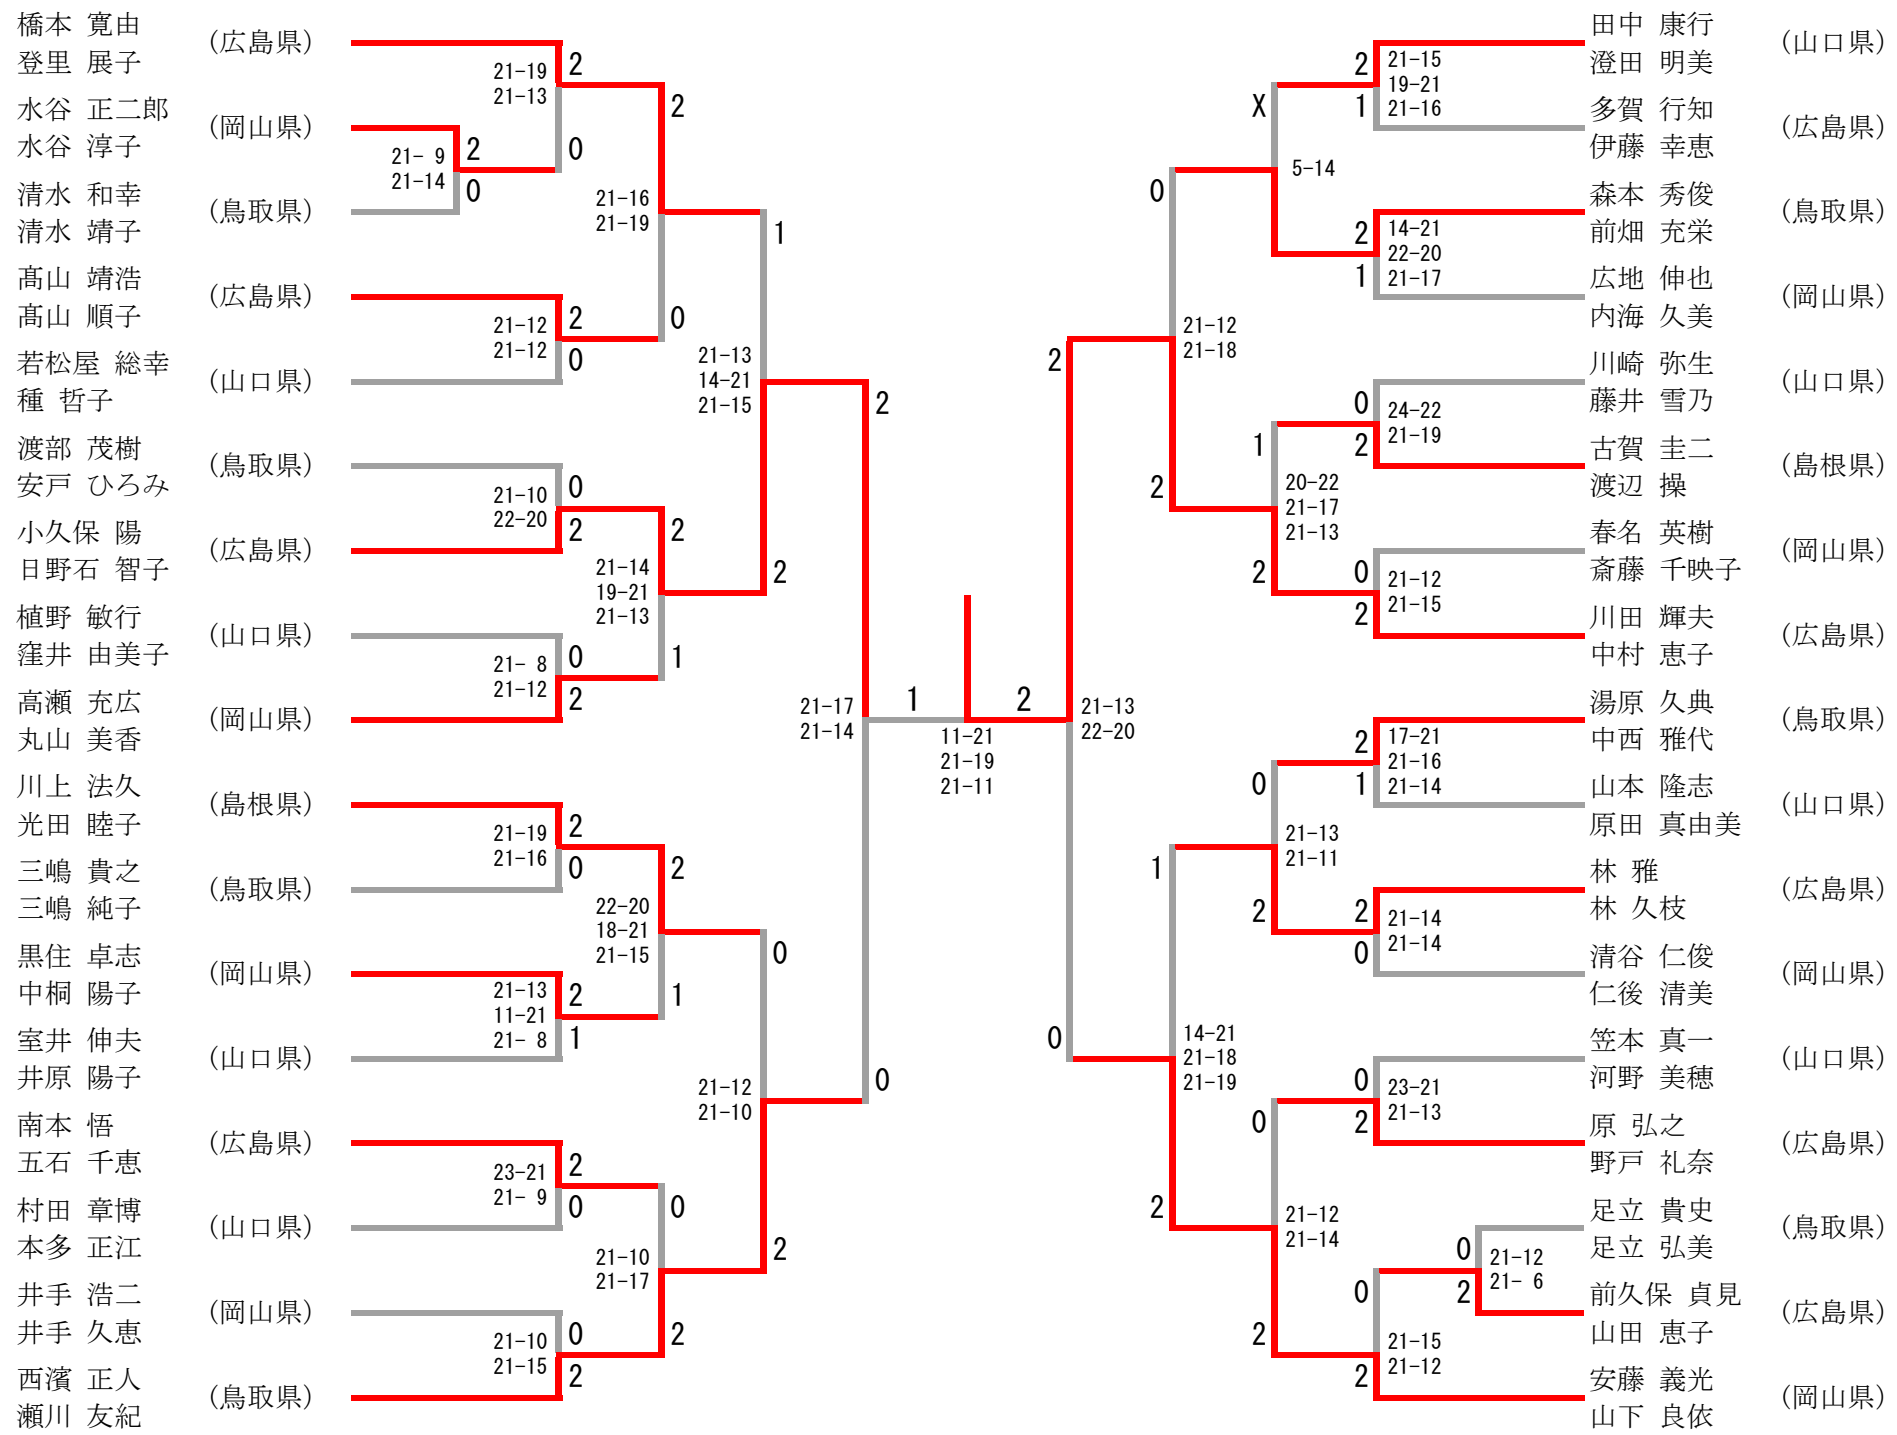 橋本 寛由
登里 展子
(広島県)
水谷 正二郎
水谷 淳子
(岡山県)
清水 和幸
清水 靖子
(鳥取県)
髙山 靖浩
髙山 順子
(広島県)
若松屋 総幸
種 哲子
(山口県)
渡部 茂樹
安戸 ひろみ
(鳥取県)
小久保 陽
日野石 智子
(広島県)
植野 敏行
窪井 由美子
(山口県)
高瀬 充広
丸山 美香
(岡山県)
川上 法久
光田 睦子
(島根県)
三嶋 貴之
三嶋 純子
(鳥取県)
黒住 卓志
中桐 陽子
(岡山県)
室井 伸夫
井原 陽子
(山口県)
南本 悟
五石 千恵
(広島県)
村田 章博
本多 正江
(山口県)
井手 浩二
井手 久恵
(岡山県)
西濱 正人
瀬川 友紀
(鳥取県)
21- 9
21-14
2
0
21-19
21-13
2
0
21-12
21-12
2
0
21-10
22-20
0
2
21- 8
21-12
0
2
21-19
21-16
2
0
21-13
11-21
21- 8
2
1
23-21
21- 9
2
0
21-10
21-15
0
2
21-16
21-19
2
0
21-14
19-21
21-13
2
1
22-20
18-21
21-15
2
1
21-10
21-17
0
2
21-13
14-21
21-15
1
2
21-12
21-10
0
2
21-17
21-14
2
0
1
2
11-21
21-19
21-11
21-13
22-20
2
0
21-12
21-18
0
2
14-21
21-18
21-19
1
2
X
5-14
20-22
21-17
21-13
1
2
21-13
21-11
0
2
21-12
21-14
0
2
2
1
21-15
19-21
21-16
2
1
14-21
22-20
21-17
0
2
24-22
21-19
0
2
21-12
21-15
2
1
17-21
21-16
21-14
2
0
21-14
21-14
0
2
23-21
21-13
0
2
21-15
21-12
0
2
21-12
21- 6
田中 康行
澄田 明美
(山口県)
多賀 行知
伊藤 幸恵
(広島県)
森本 秀俊
前畑 充栄
(鳥取県)
広地 伸也
内海 久美
(岡山県)
川崎 弥生
藤井 雪乃
(山口県)
古賀 圭二
渡辺 操
(島根県)
春名 英樹
斎藤 千映子
(岡山県)
川田 輝夫
中村 恵子
(広島県)
湯原 久典
中西 雅代
(鳥取県)
山本 隆志
原田 真由美
(山口県)
林 雅
林 久枝
(広島県)
清谷 仁俊
仁後 清美
(岡山県)
笠本 真一
河野 美穂
(山口県)
原 弘之
野戸 礼奈
(広島県)
足立 貴史
足立 弘美
(鳥取県)
前久保 貞見
山田 恵子
(広島県)
安藤 義光
山下 良依
(岡山県)